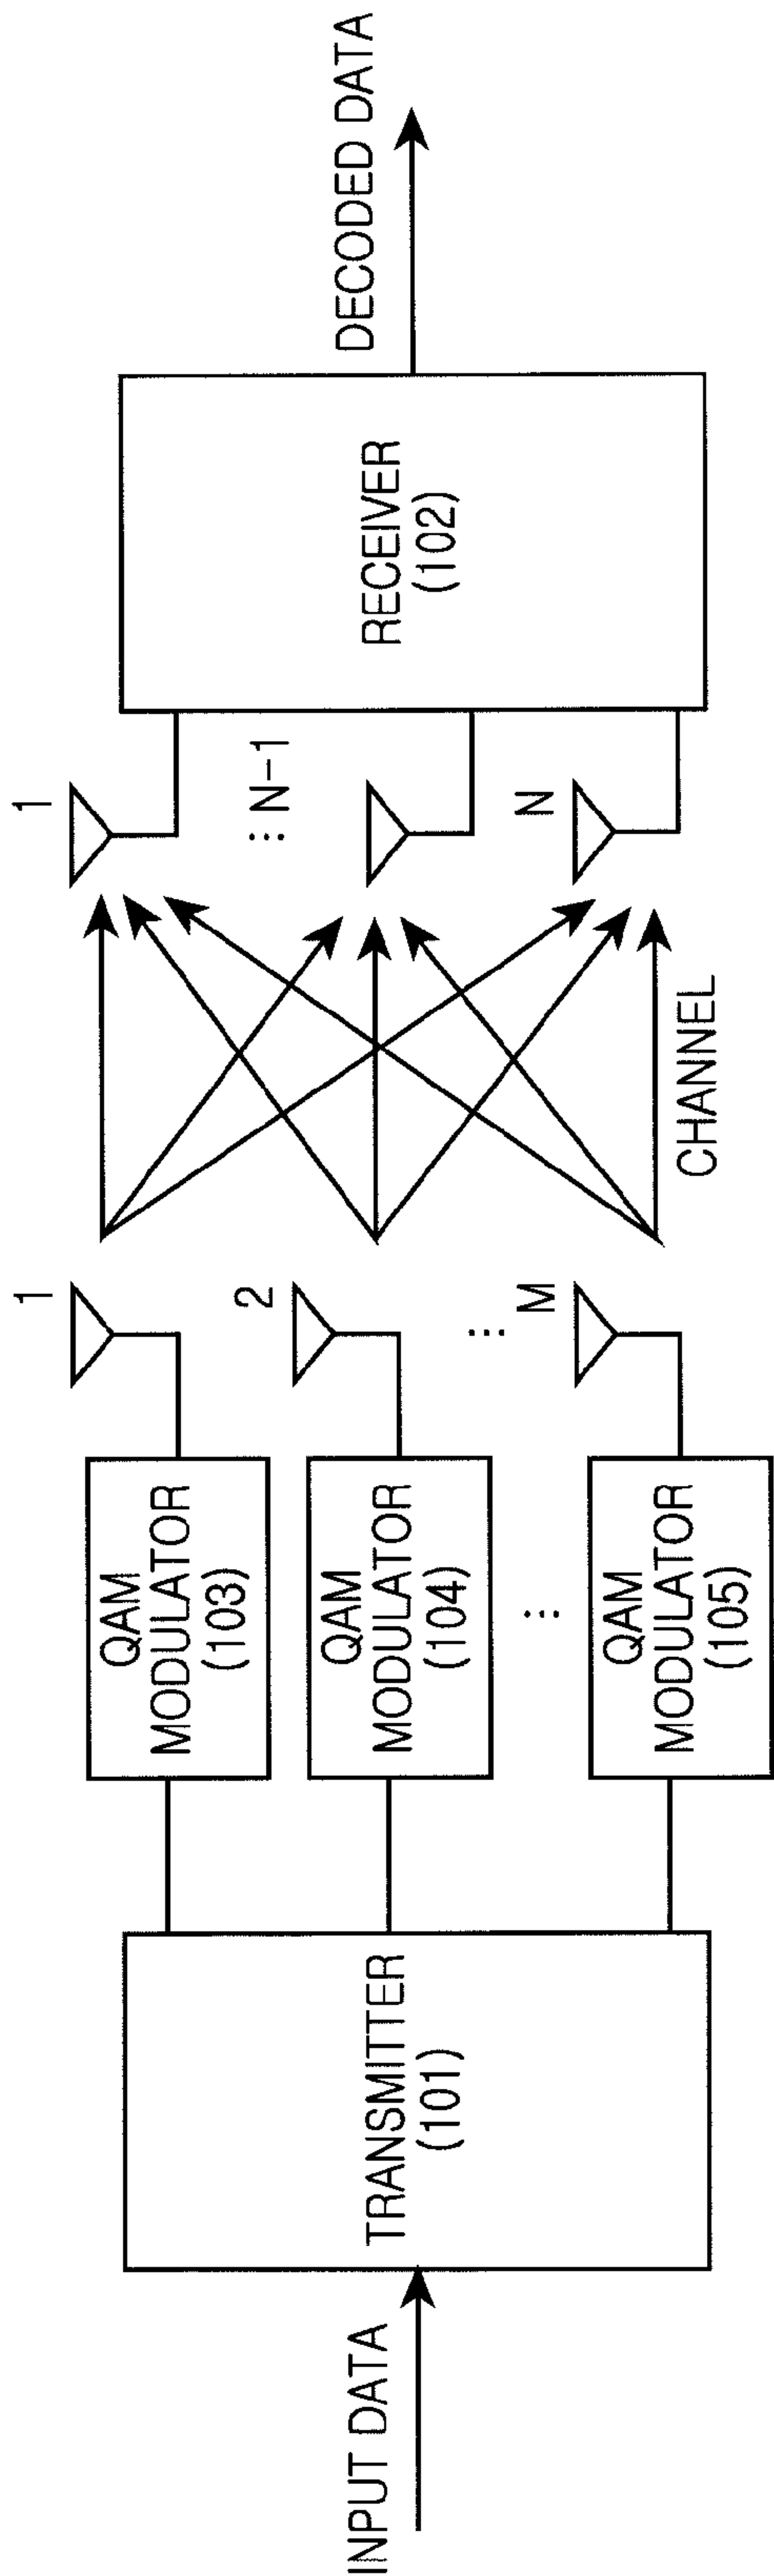 INPUT DATA
TRANSMITTER
(101)
QAM
MODULATOR
(103)
QAM
MODULATOR
(104)
⋮
QAM
MODULATOR
(105)
1
2
⋮
M
CHANNEL
1
⋮ N-1
N
RECEIVER
(102)
DECODED DATA